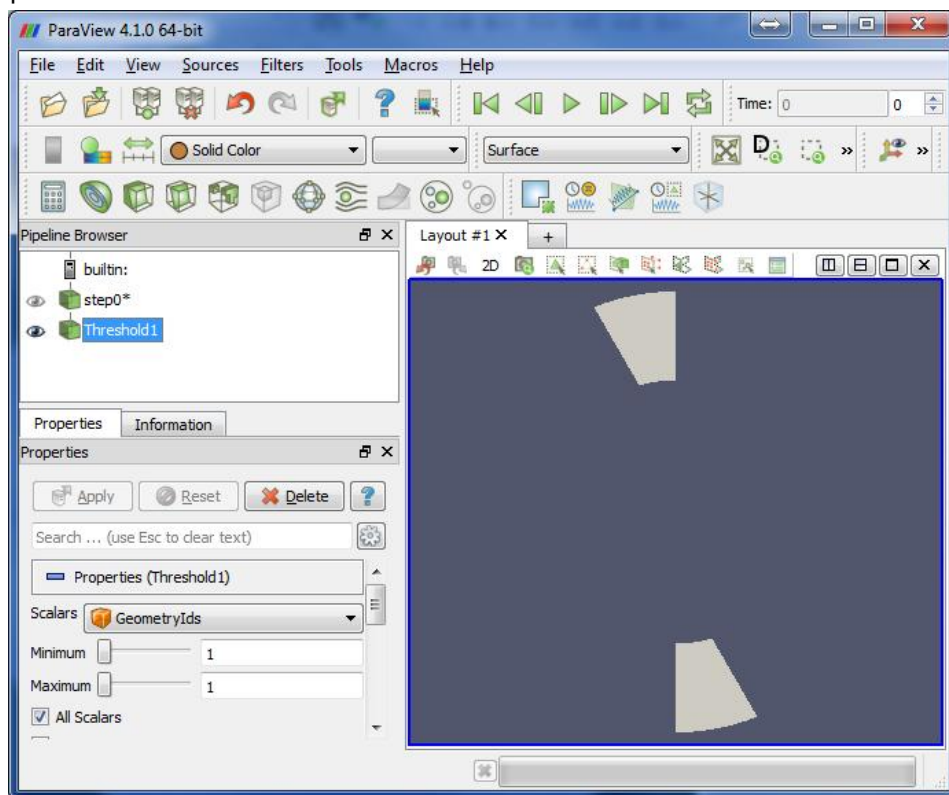 ParaView 4.1.0 64-bit
File Edit View Sources Filters Tools Macros Help
Time: 0 0
Solid Color Surface
Pipeline Browser
Layout #1 +
builtin:
2D
step0*
Threshold1
Properties Information
Properties
Apply Reset Delete ?
Search ... (use Esc to clear text)
Properties (Threshold1)
Scalars GeometryIds
Minimum 1
Maximum 1
All Scalars